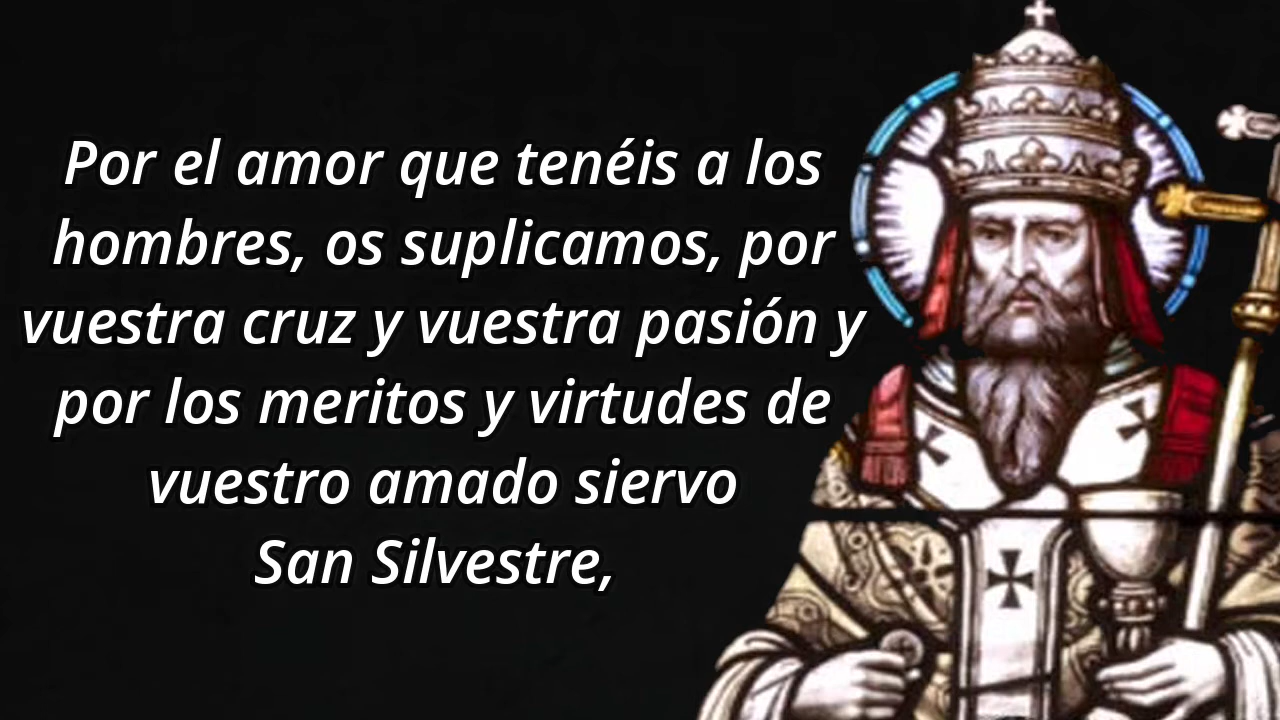 Por el amor que tenéis a los
hombres, os suplicamos, por
vuestra cruz y vuestra pasión y
por los meritos y virtudes de
vuestro amado siervo
San Silvestre,